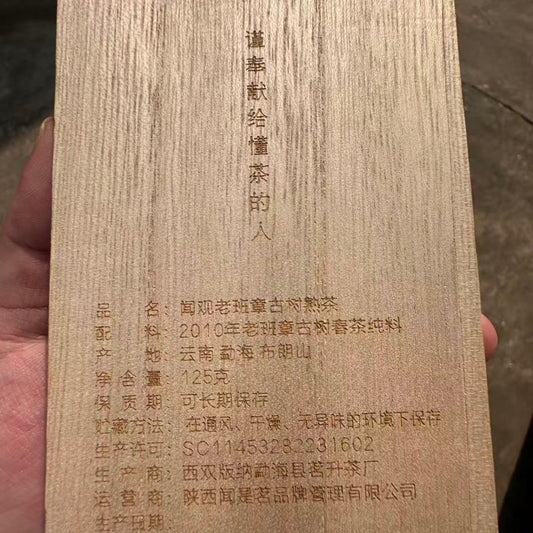 谨奉献给懂茶的人
品名：闻观老班章古树熟茶
配料：2010年老班章古树春茶纯料
产地：云南 勐海 布朗山
净含量：125克
保质期：可长期保存
贮藏方法：在通风、干燥、无异味的环境下保存
生产许可：SC11453282231602
生产商：西双版纳勐海县茗升茶厂
运营商：陕西闻是茗品牌管理有限公司
生产日期：